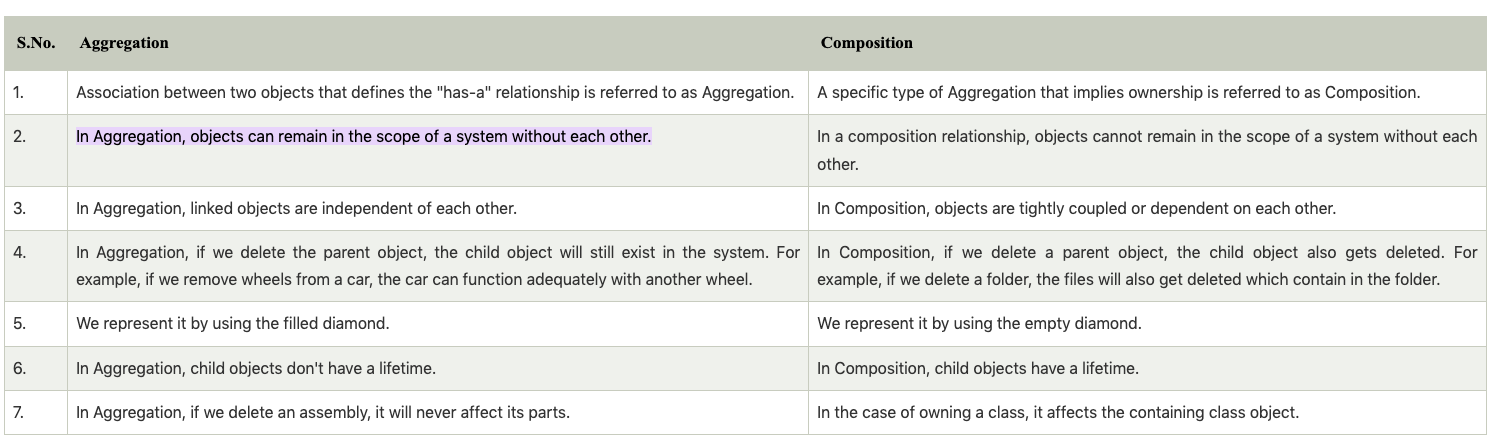 S.No. Aggregation Composition
1. Association between two objects that defines the "has-a" relationship is referred to as Aggregation. A specific type of Aggregation that implies ownership is referred to as Composition.
2. In Aggregation, objects can remain in the scope of a system without each other. In a composition relationship, objects cannot remain in the scope of a system without each
other.
3. In Aggregation, linked objects are independent of each other. In Composition, objects are tightly coupled or dependent on each other.
4. In Aggregation, if we delete the parent object, the child object will still exist in the system. For In Composition, if we delete a parent object, the child object also gets deleted. For
example, if we remove wheels from a car, the car can function adequately with another wheel. example, if we delete a folder, the files will also get deleted which contain in the folder.
5. We represent it by using the filled diamond. We represent it by using the empty diamond.
6. In Aggregation, child objects don't have a lifetime. In Composition, child objects have a lifetime.
7. In Aggregation, if we delete an assembly, it will never affect its parts. In the case of owning a class, it affects the containing class object.